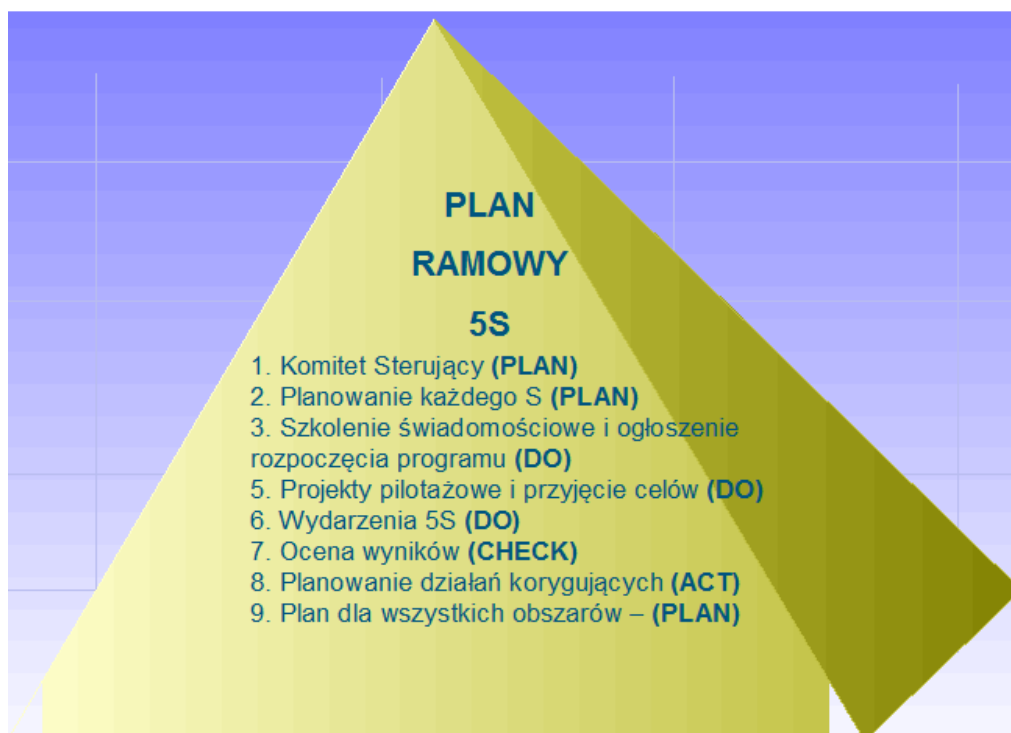 PLAN
RAMOWY
5S
1. Komitet Sterujący (PLAN)
2. Planowanie każdego S (PLAN)
3. Szkolenie świadomościowe i ogłoszenie
rozpoczęcia programu (DO)
5. Projekty pilotażowe i przyjęcie celów (DO)
6. Wydarzenia 5S (DO)
7. Ocena wyników (CHECK)
8. Planowanie działań korygujących (ACT)
9. Plan dla wszystkich obszarów – (PLAN)